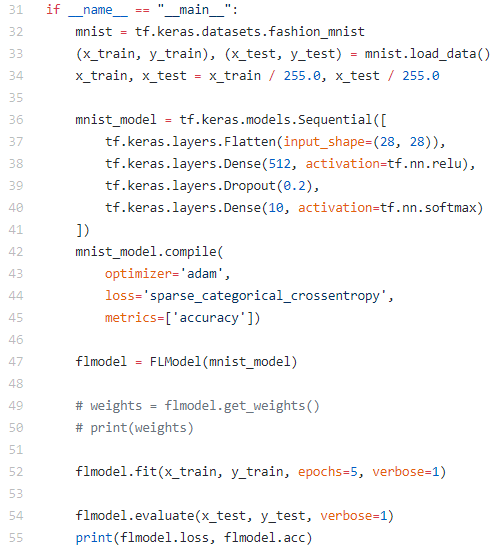 31 if __name__ == "__main__":
32     mnist = tf.keras.datasets.fashion_mnist
33     (x_train, y_train), (x_test, y_test) = mnist.load_data()
34     x_train, x_test = x_train / 255.0, x_test / 255.0
35
36     mnist_model = tf.keras.models.Sequential([
37         tf.keras.layers.Flatten(input_shape=(28, 28)),
38         tf.keras.layers.Dense(512, activation=tf.nn.relu),
39         tf.keras.layers.Dropout(0.2),
40         tf.keras.layers.Dense(10, activation=tf.nn.softmax)
41     ])
42     mnist_model.compile(
43         optimizer='adam',
44         loss='sparse_categorical_crossentropy',
45         metrics=['accuracy'])
46
47     flmodel = FLModel(mnist_model)
48
49     # weights = flmodel.get_weights()
50     # print(weights)
51
52     flmodel.fit(x_train, y_train, epochs=5, verbose=1)
53
54     flmodel.evaluate(x_test, y_test, verbose=1)
55     print(flmodel.loss, flmodel.acc)